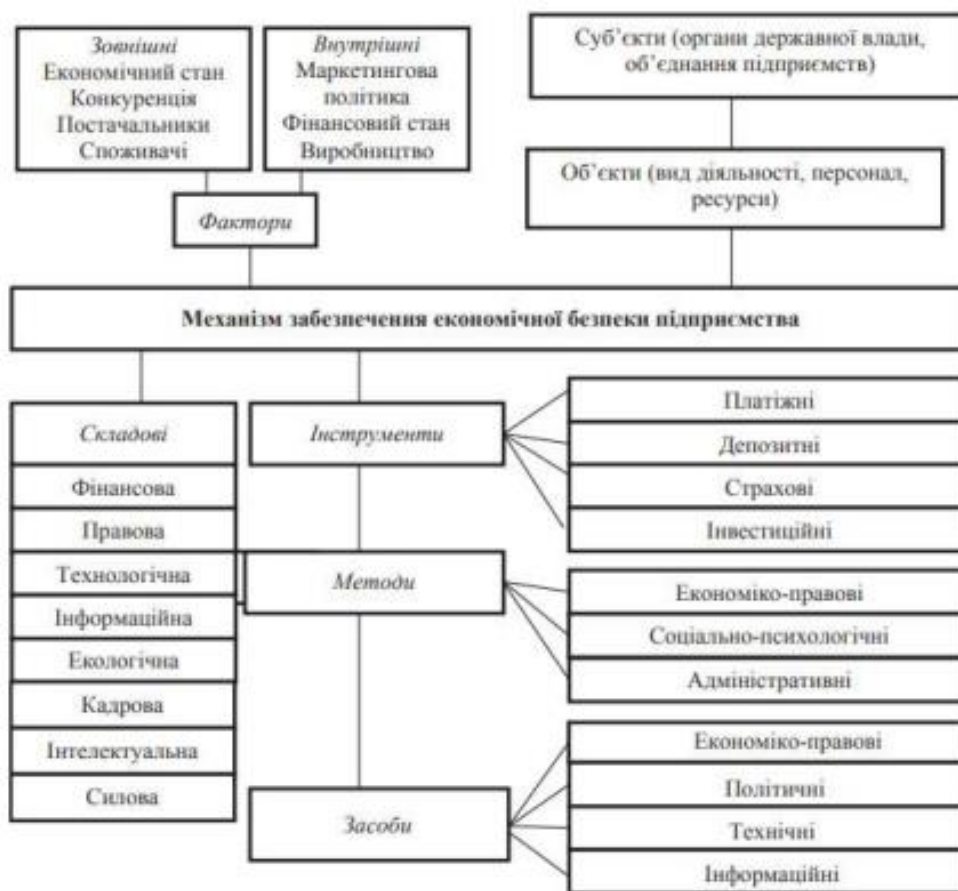 Зовнішні
Економічний стан
Конкуренція
Постачальники
Споживачі
Внутрішні
Маркетингова
політика
Фінансовий стан
Виробництво
Фактори
Суб’єкти (органи державної влади,
об’єднання підприємств)
Об’єкти (вид діяльності, персонал,
ресурси)
Механізм забезпечення економічної безпеки підприємства
Складові
Фінансова
Правова
Технологічна
Інформаційна
Екологічна
Кадрова
Інтелектуальна
Силова
Інструменти
Платіжні
Депозитні
Страхові
Інвестиційні
Методи
Економіко-правові
Соціально-психологічні
Адміністративні
Засоби
Економіко-правові
Політичні
Технічні
Інформаційні